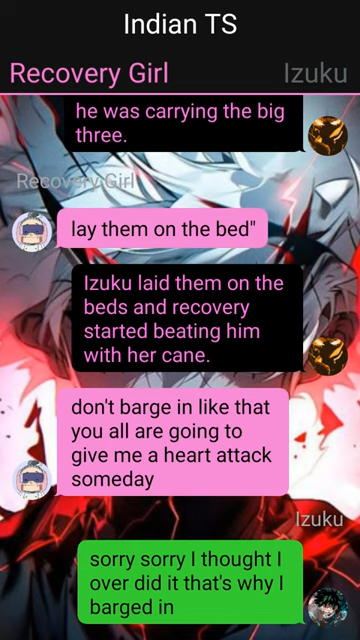 Indian TS
Recovery Girl Izuku
he was carrying the big
three.
Recovery Girl
lay them on the bed"
Izuku laid them on the
beds and recovery
started beating him
with her cane.
don't barge in like that
you all are going to
give me a heart attack
someday
Izuku
sorry sorry I thought I
over did it that's why I
barged in